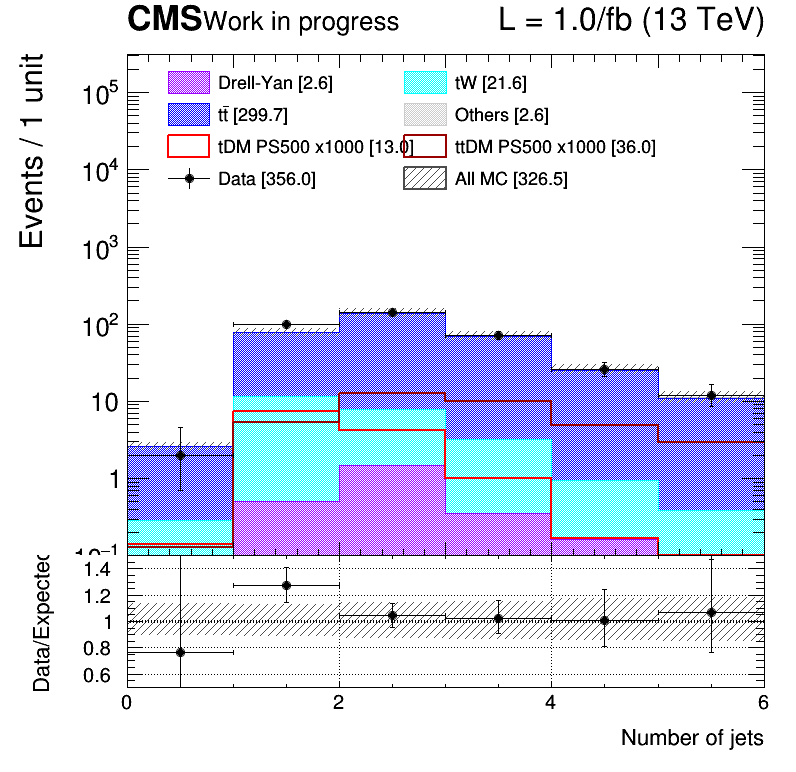 CMS Work in progress L = 1.0/fb (13 TeV)
Events / 1 unit
Drell-Yan [2.6] tW [21.6]
tt̄ [299.7] Others [2.6]
tDM PS500 x1000 [13.0] ttDM PS500 x1000 [36.0]
Data [356.0] All MC [326.5]
10⁵
10⁴
10³
10²
10
1
10⁻¹
Data/Expected
1.4
1.2
1
0.8
0.6
0 2 4 6
Number of jets